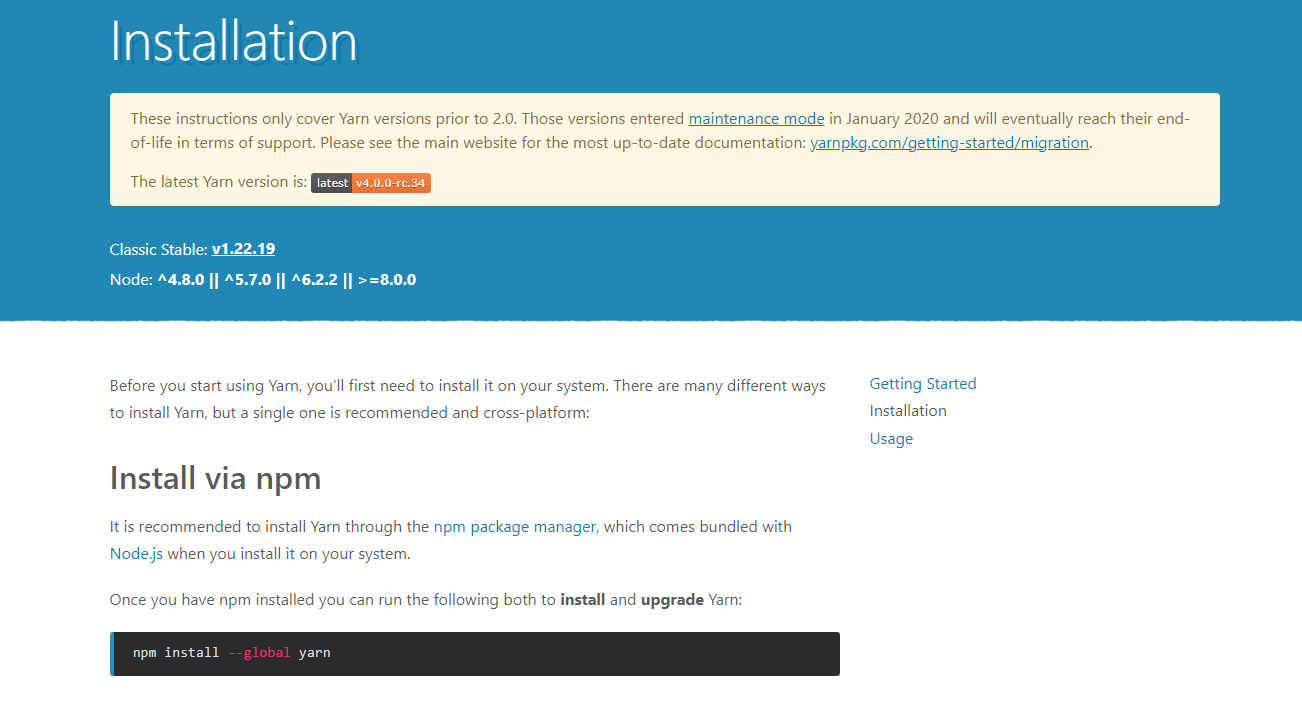 Installation
These instructions only cover Yarn versions prior to 2.0. Those versions entered maintenance mode in January 2020 and will eventually reach their end-
of-life in terms of support. Please see the main website for the most up-to-date documentation: yarnpkg.com/getting-started/migration.
The latest Yarn version is: latest v4.0.0-rc.34
Classic Stable: v1.22.19
Node: ^4.8.0 || ^5.7.0 || ^6.2.2 || >=8.0.0
Before you start using Yarn, you'll first need to install it on your system. There are many different ways
to install Yarn, but a single one is recommended and cross-platform:
Install via npm
It is recommended to install Yarn through the npm package manager, which comes bundled with
Node.js when you install it on your system.
Once you have npm installed you can run the following both to install and upgrade Yarn:
npm install --global yarn
Getting Started
Installation
Usage